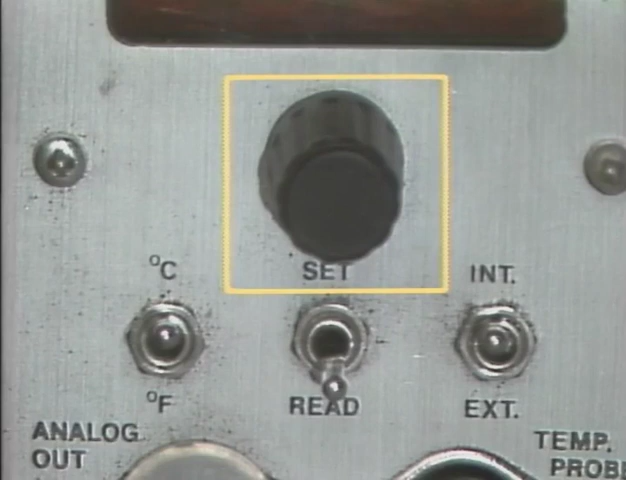 °C
SET
INT.
°F
READ
EXT.
ANALOG
OUT
TEMP.
PROBE